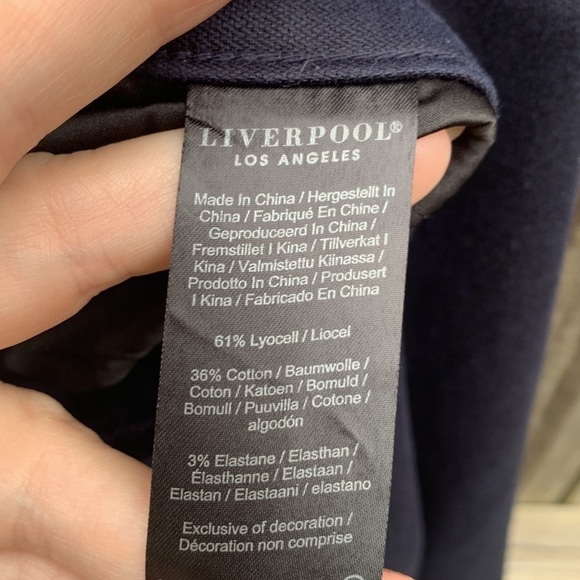 LIVERPOOL®
LOS ANGELES
Made In China / Hergestellt In
China / Fabriqué En Chine /
Geproduceerd In China /
Fremstillet I Kina / Tillverkat I
Kina / Valmistettu Kiinassa /
Prodotto In China / Produsert
I Kina / Fabricado En China
61% Lyocell / Liocel
36% Cotton / Baumwolle /
Coton / Katoen / Bomuld /
Bomull / Puuvilla / Cotone /
algodón
3% Elastane / Elasthan /
Élasthanne / Elastaan /
Elastan / Elastaani / elastano
Exclusive of decoration /
Décoration non comprise